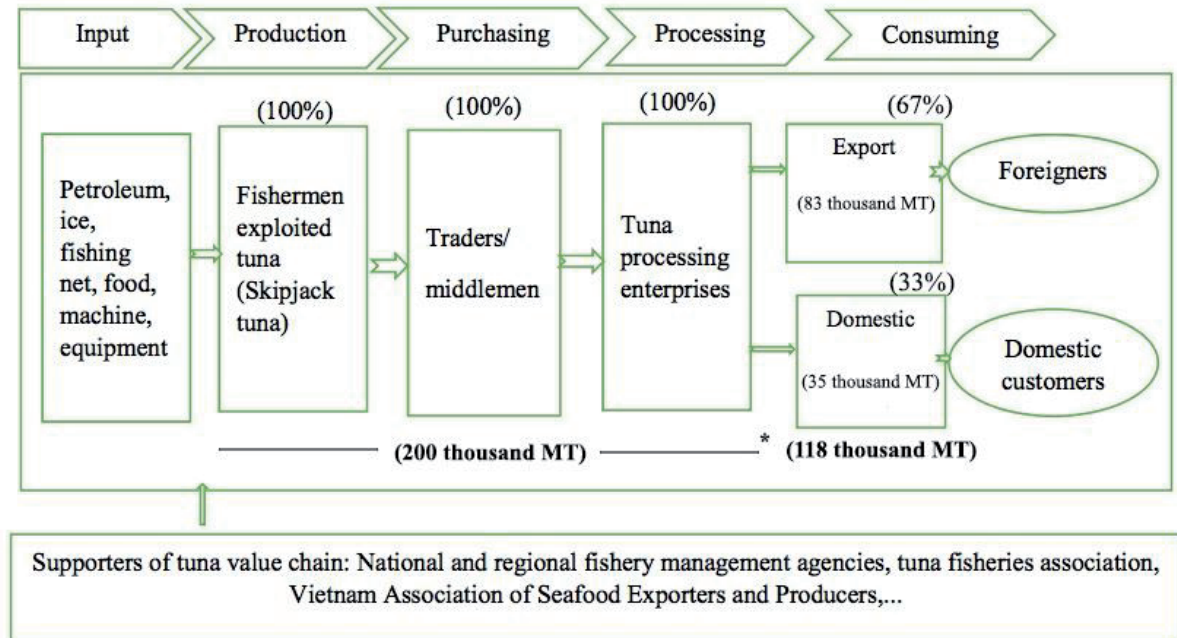 Input
Production
Purchasing
Processing
Consuming
(100%)
(100%)
(100%)
(67%)
Petroleum,
ice,
fishing
net, food,
machine,
equipment
Fishermen
exploited
tuna
(Skipjack
tuna)
Traders/
middlemen
Tuna
processing
enterprises
Export
(83 thousand MT)
Foreigners
(33%)
Domestic
(35 thousand MT)
Domestic
customers
(200 thousand MT)
*
(118 thousand MT)
Supporters of tuna value chain: National and regional fishery management agencies, tuna fisheries association,
Vietnam Association of Seafood Exporters and Producers,...